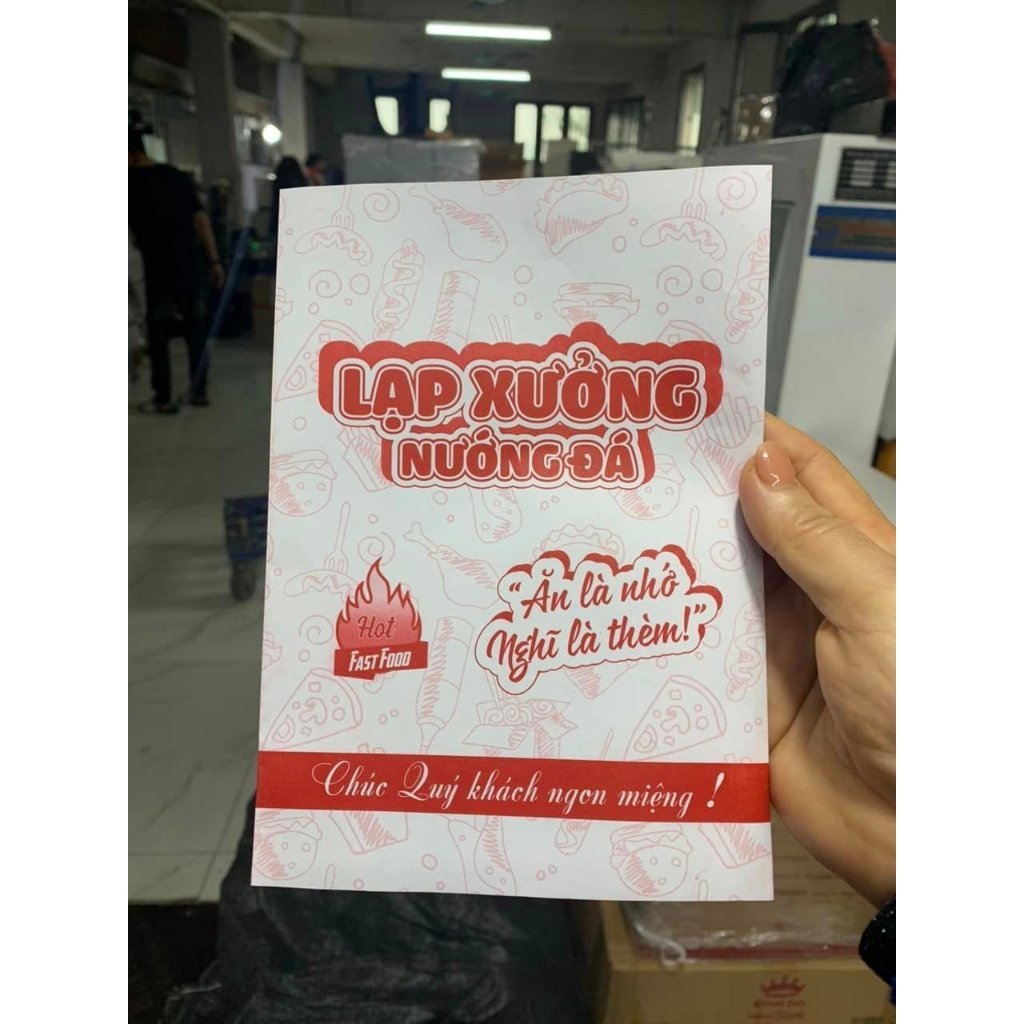 LẠP XƯỞNG
NƯỚNG ĐÁ
Hot
FAST FOOD
"Ăn là nhớ
Nghĩ là thèm!"
Chúc Quý khách ngon miệng !